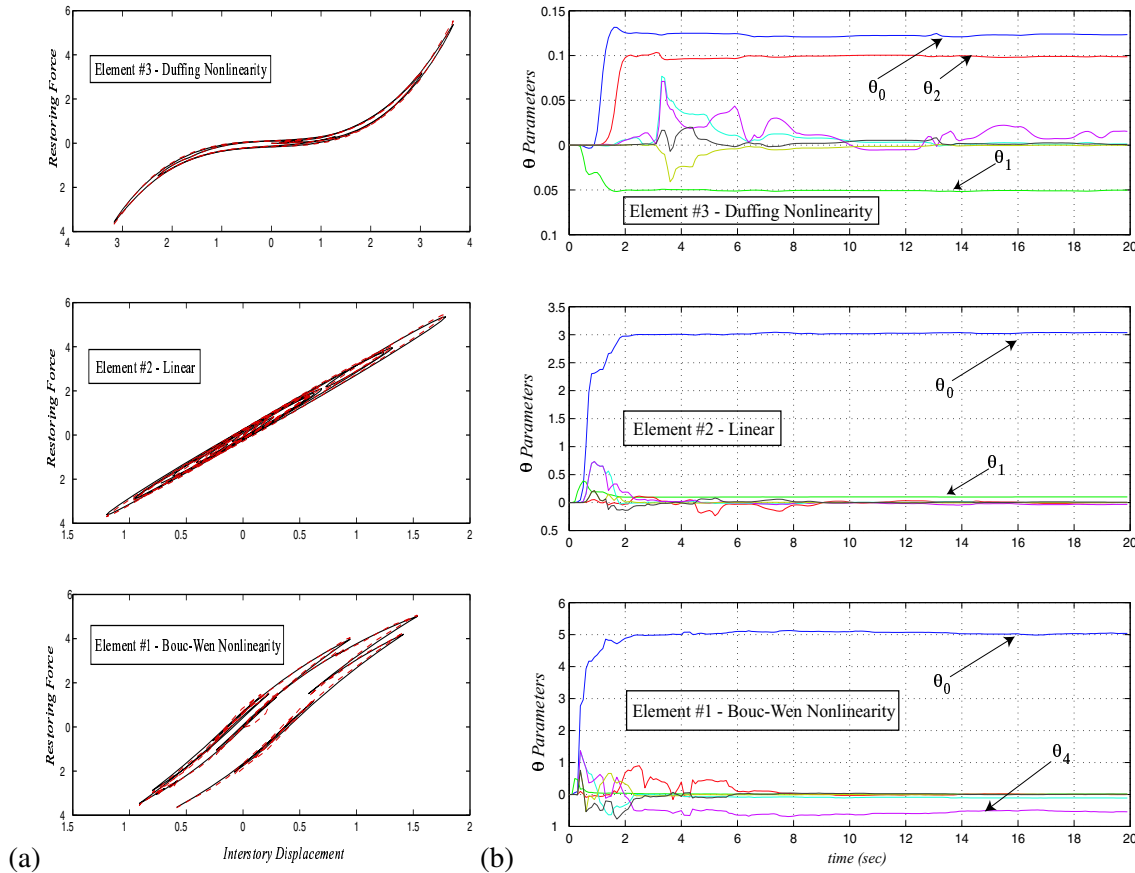 Restoring Force
6
4
2
0
2
4
4 3 2 1 0 1 2 3 4
Element #3 - Duffing Nonlinearity
θ Parameters
0.15
0.1
0.05
0
0.05
0.1
0 2 4 6 8 10 12 14 16 18 20
θ0
θ2
θ1
Element #3 - Duffing Nonlinearity
Restoring Force
6
4
2
0
2
4
1.5 1 0.5 0 0.5 1 1.5 2
Element #2 - Linear
θ Parameters
3.5
3
2.5
2
1.5
1
0.5
0
0.5
0 2 4 6 8 10 12 14 16 18 20
θ0
Element #2 - Linear
θ1
Restoring Force
6
4
2
0
2
4
1.5 1 0.5 0 0.5 1 1.5 2
Element #1 - Bouc-Wen Nonlinearity
Interstory Displacement
θ Parameters
6
5
4
3
2
1
0
1
0 2 4 6 8 10 12 14 16 18 20
θ0
Element #1 - Bouc-Wen Nonlinearity
θ4
time (sec)
(a)
(b)